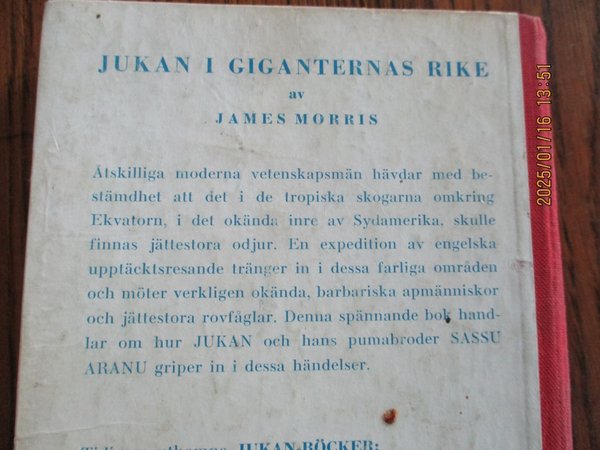 JUKAN I GIGANTERNAS RIKE
av
JAMES MORRIS
Åtskilliga moderna vetenskapsmän hävdar med be-
stämdhet att det i de tropiska skogarna omkring
Ekvatorn, i det okända inre av Sydamerika, skulle
finnas jättestora odjur. En expedition av engelska
upptäcktsresande tränger in i dessa farliga områden
och möter verkligen okända, barbariska apmänniskor
och jättestora rovfåglar. Denna spännande bok hand-
lar om hur JUKAN och hans pumabroder SASSU
ARANU griper in i dessa händelser.
JUKAN-BÖCKER:
2025/01/16 13:51